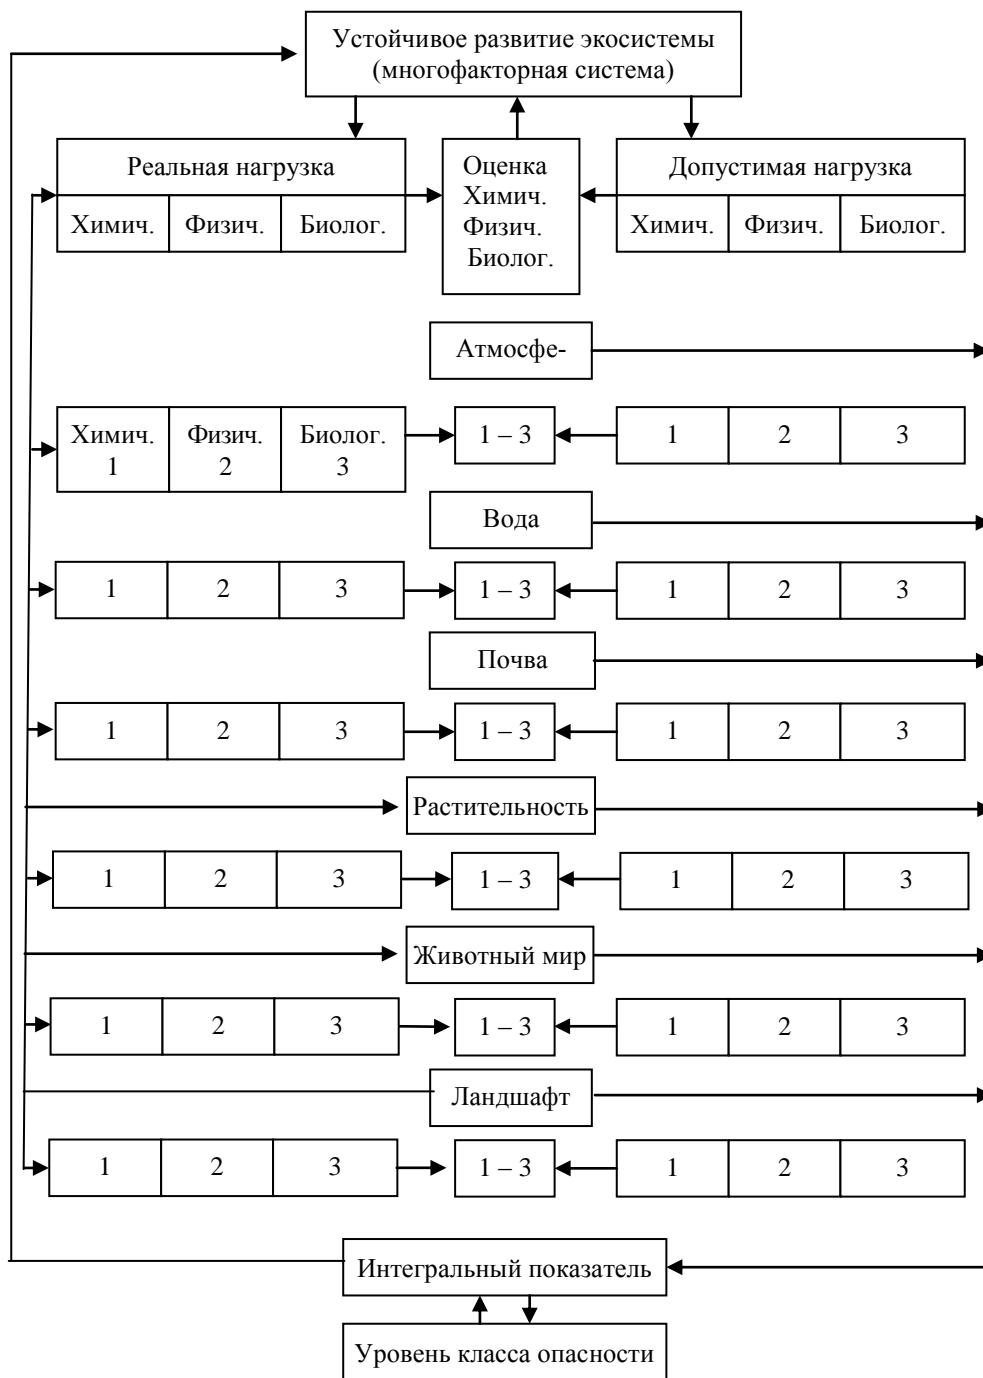 Устойчивое развитие экосистемы
(многофакторная система)
Реальная нагрузка
Оценка
Химич.
Физич.
Биолог.
Допустимая нагрузка
Химич. Физич. Биолог.
Химич. Физич. Биолог.
Атмосфе-
Химич. Физич. Биолог.
1 2 3
1 – 3
1 2 3
Вода
1 2 3 1 – 3 1 2 3
Почва
1 2 3 1 – 3 1 2 3
Растительность
1 2 3 1 – 3 1 2 3
Животный мир
1 2 3 1 – 3 1 2 3
Ландшафт
1 2 3 1 – 3 1 2 3
Интегральный показатель
Уровень класса опасности